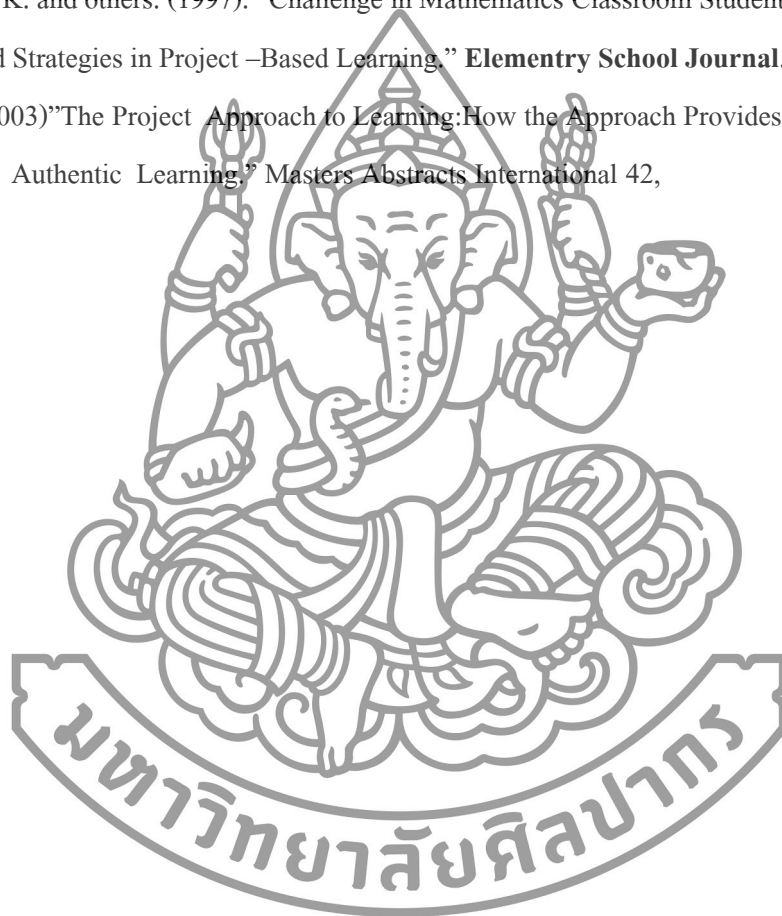 K. and others. (1997). "Challenge in Mathematics Classroom Student
d Strategies in Project –Based Learning." Elementry School Journal.
003)”The Project Approach to Learning:How the Approach Provides
Authentic Learning.” Masters Abstracts International 42,
มหาวิทยาลัยศิลปากร